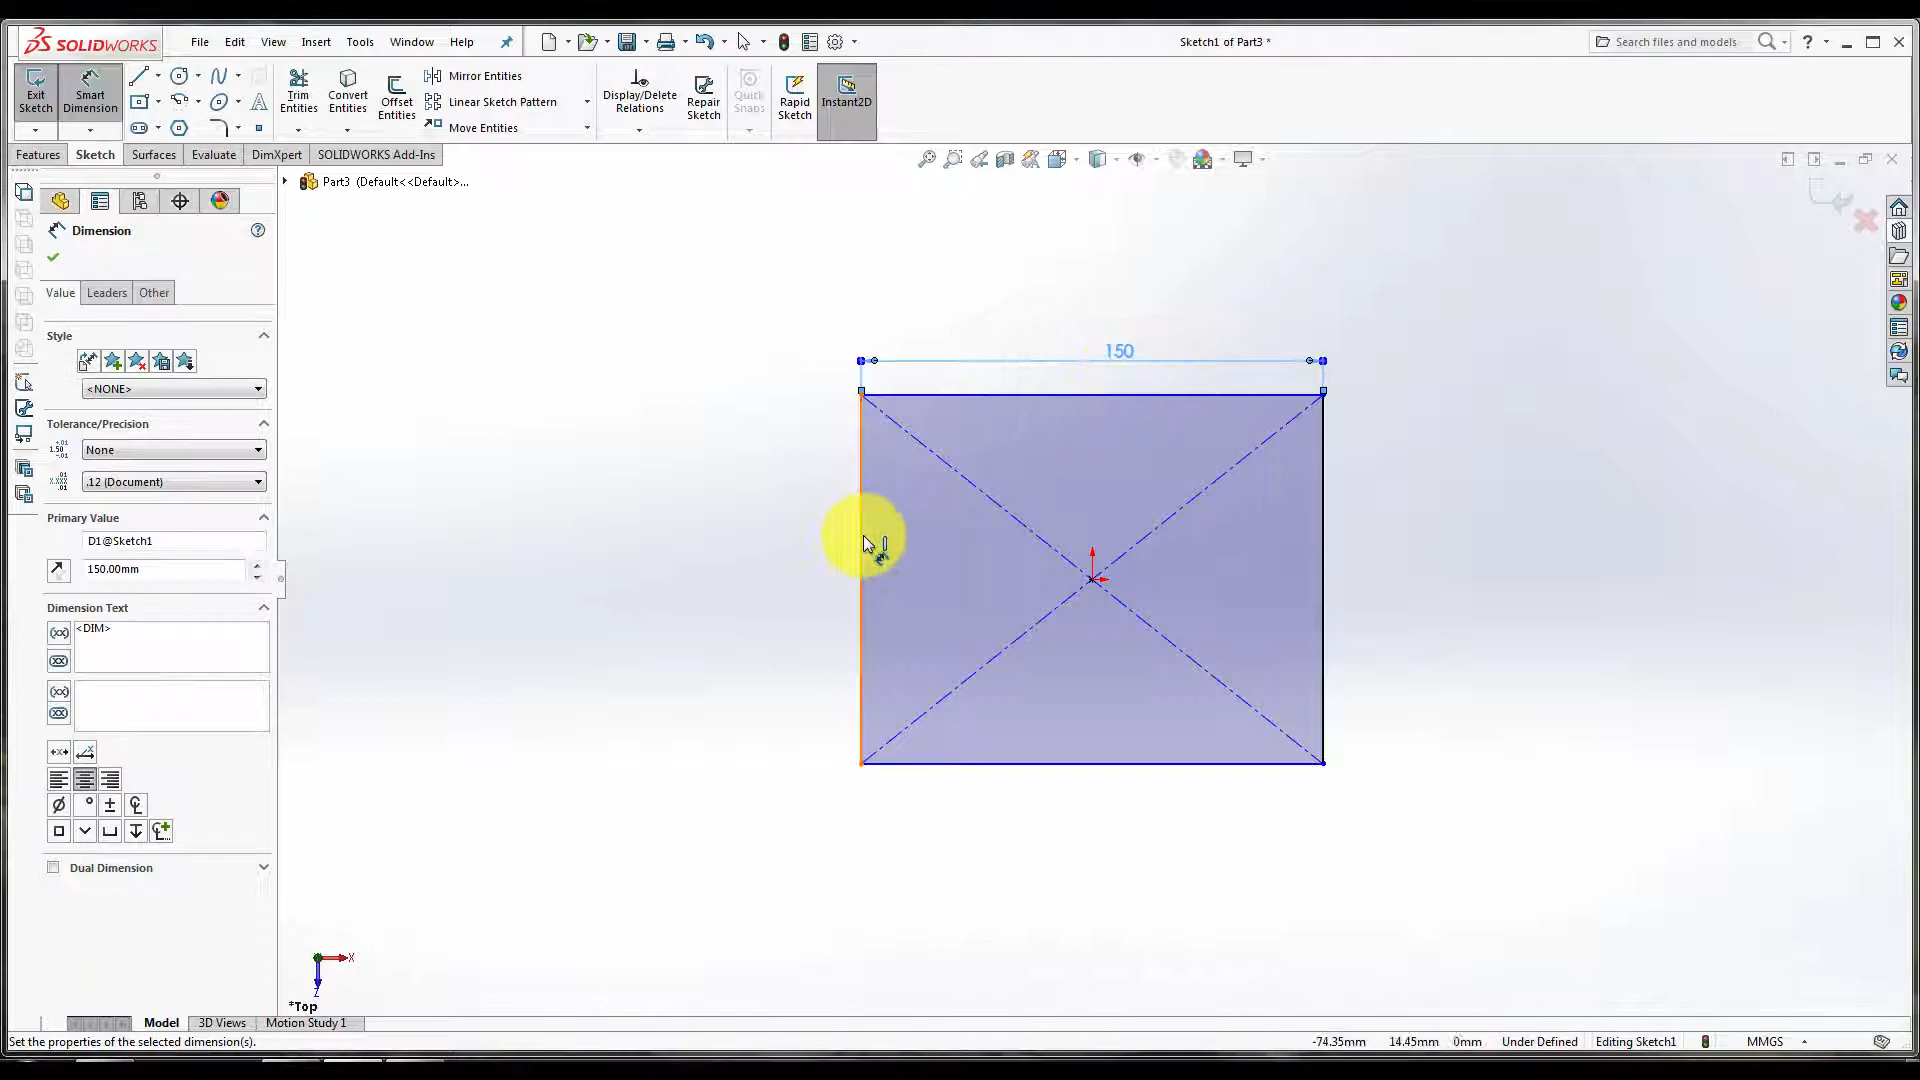 SOLIDWORKS
File Edit View Insert Tools Window Help
Sketch1 of Part3 *
Search files and models
?
Exit Sketch
Smart Dimension
Trim Entities
Convert Entities
Offset Entities
Mirror Entities
Linear Sketch Pattern
Move Entities
Display/Delete Relations
Repair Sketch
Quick Snaps
Rapid Sketch
Instant2D
Features Sketch Surfaces Evaluate DimXpert SOLIDWORKS Add-Ins
Part3 (Default<<Default>...
Dimension
Value Leaders Other
Style
<NONE>
Tolerance/Precision
None
.12 (Document)
Primary Value
D1@Sketch1
150.00mm
Dimension Text
<DIM>
Dual Dimension
150
X
Z
*Top
Model 3D Views Motion Study 1
Set the properties of the selected dimension(s).
-74.35mm 14.45mm 0mm Under Defined Editing Sketch1 MMGS